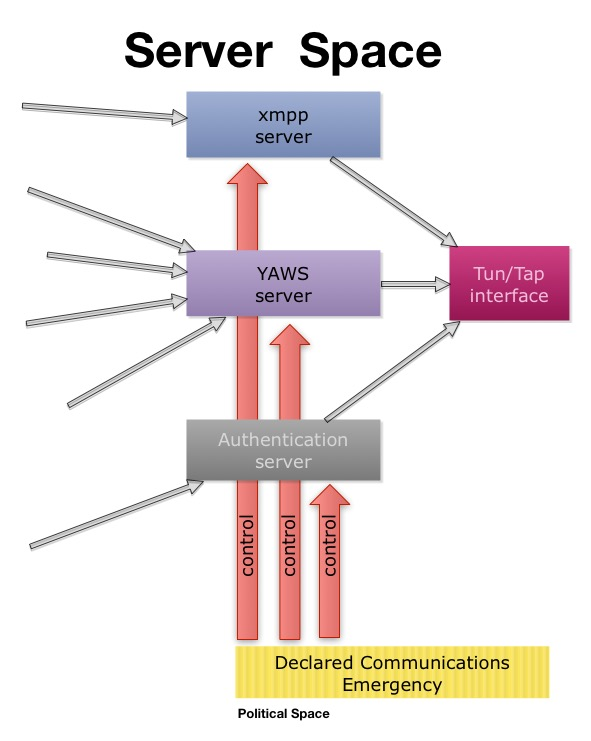 Server Space
xmpp
server
YAWS
server
Tun/Tap
interface
Authentication
server
control
control
control
Declared Communications
Emergency
Political Space